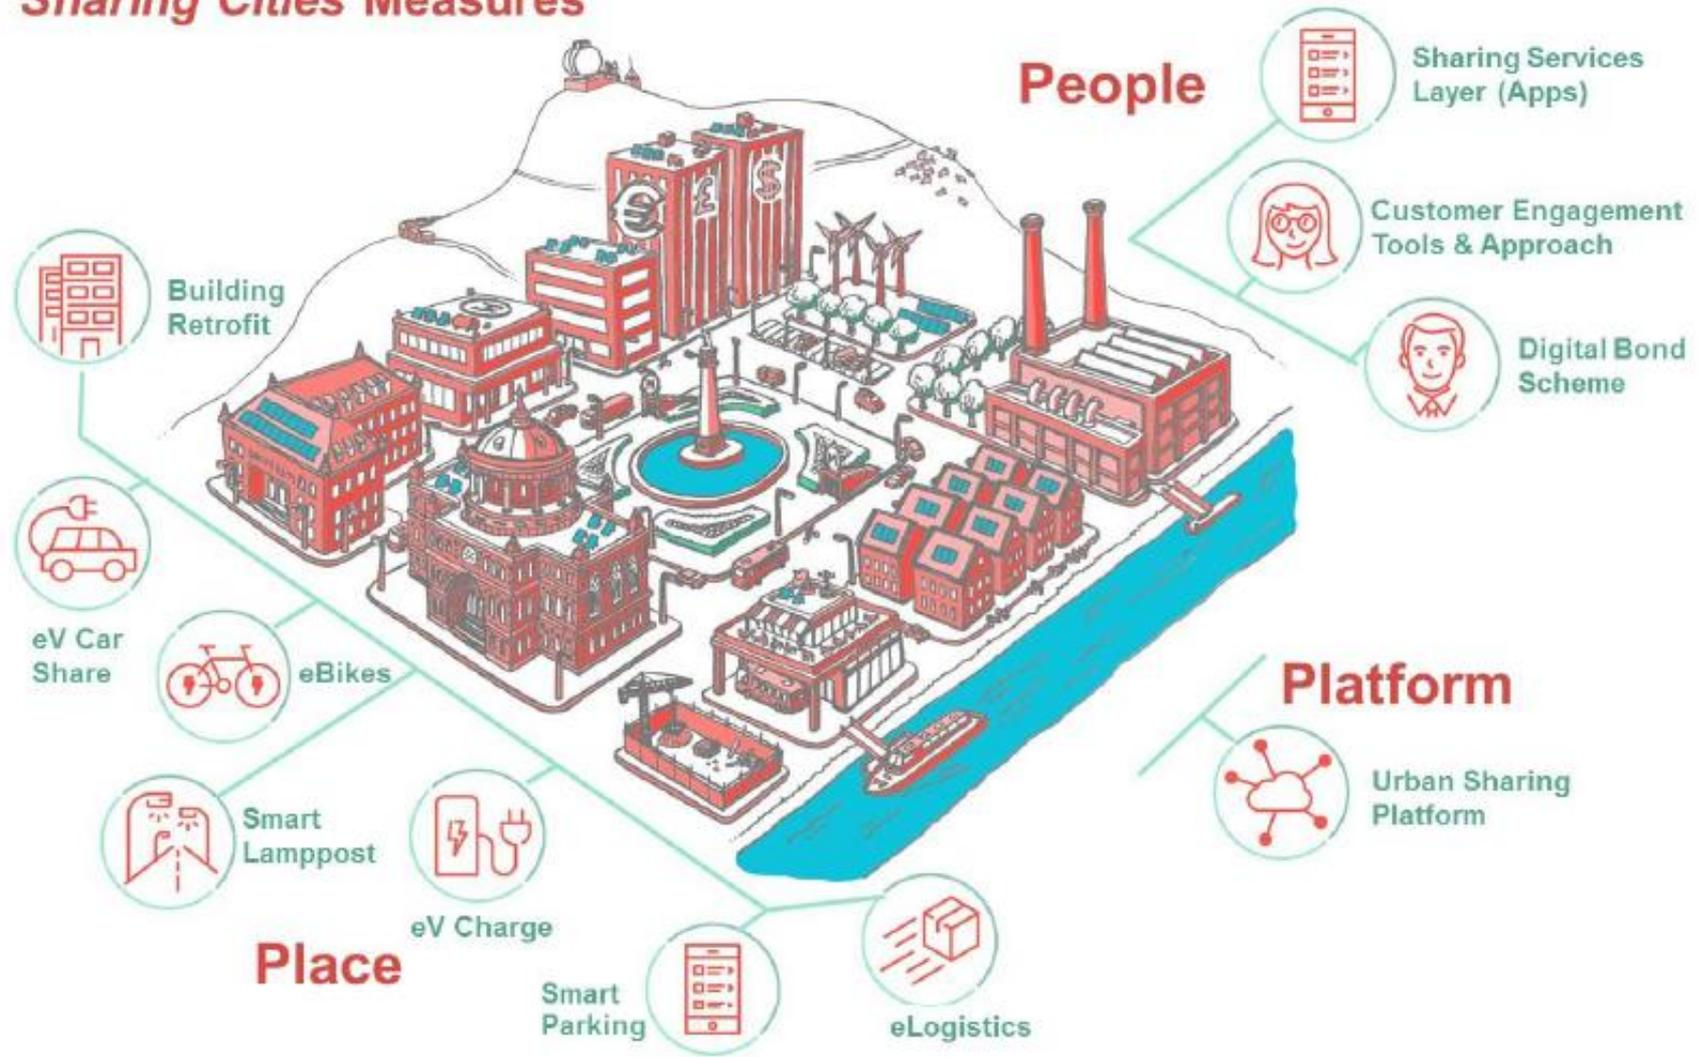 Sharing Cities Measures
People
Sharing Services
Layer (Apps)
Customer Engagement
Tools & Approach
Digital Bond
Scheme
Building
Retrofit
eV Car
Share
eBikes
Smart
Lamppost
eV Charge
Place
Smart
Parking
eLogistics
Platform
Urban Sharing
Platform
€
£
$